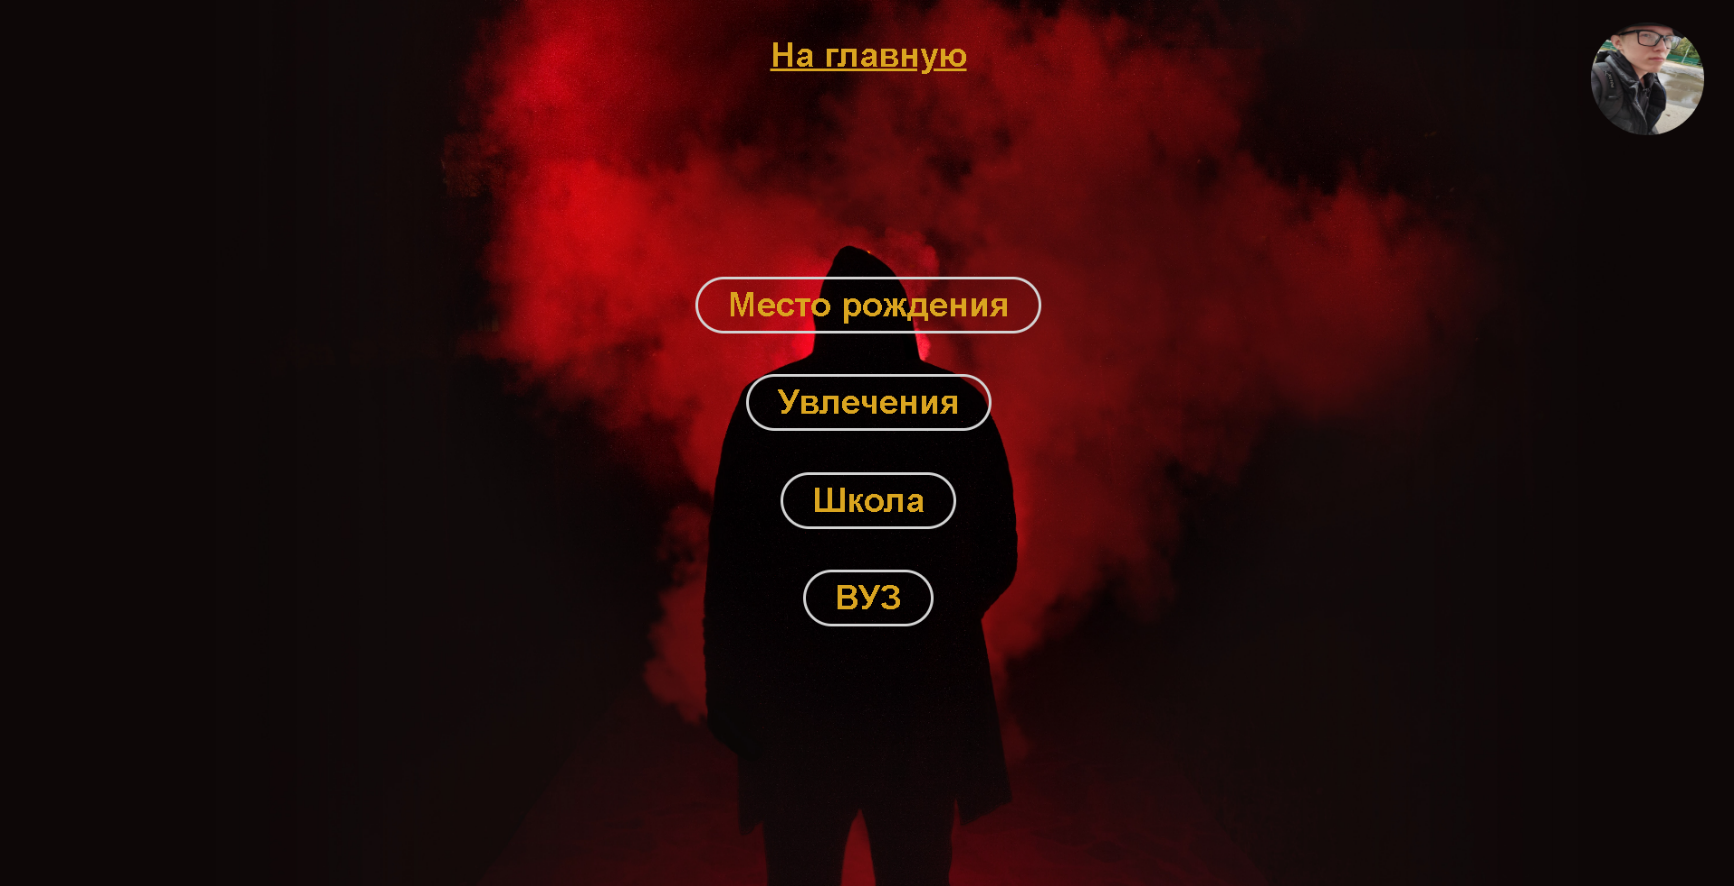 На главную
Место рождения
Увлечения
Школа
ВУЗ